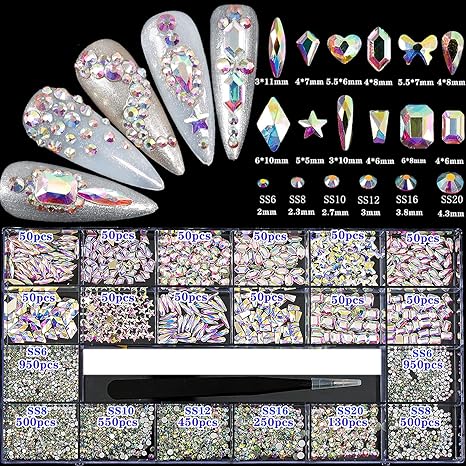 3*11mm 4*7mm 5.5*6mm 4*8mm 5.5*7mm 4*8mm
6*10mm 5*5mm 3*10mm 4*6mm 6*8mm 4*6mm
SS6 SS8 SS10 SS12 SS16 SS20
2mm 2.3mm 2.7mm 3mm 3.8mm 4.3mm
50pcs 50pcs 50pcs 50pcs 50pcs 50pcs
50pcs 50pcs 50pcs 50pcs 50pcs 50pcs
SS6 SS6
950pcs 950pcs
SS8 SS10 SS12 SS16 SS20 SS8
500pcs 550pcs 450pcs 250pcs 130pcs 500pcs